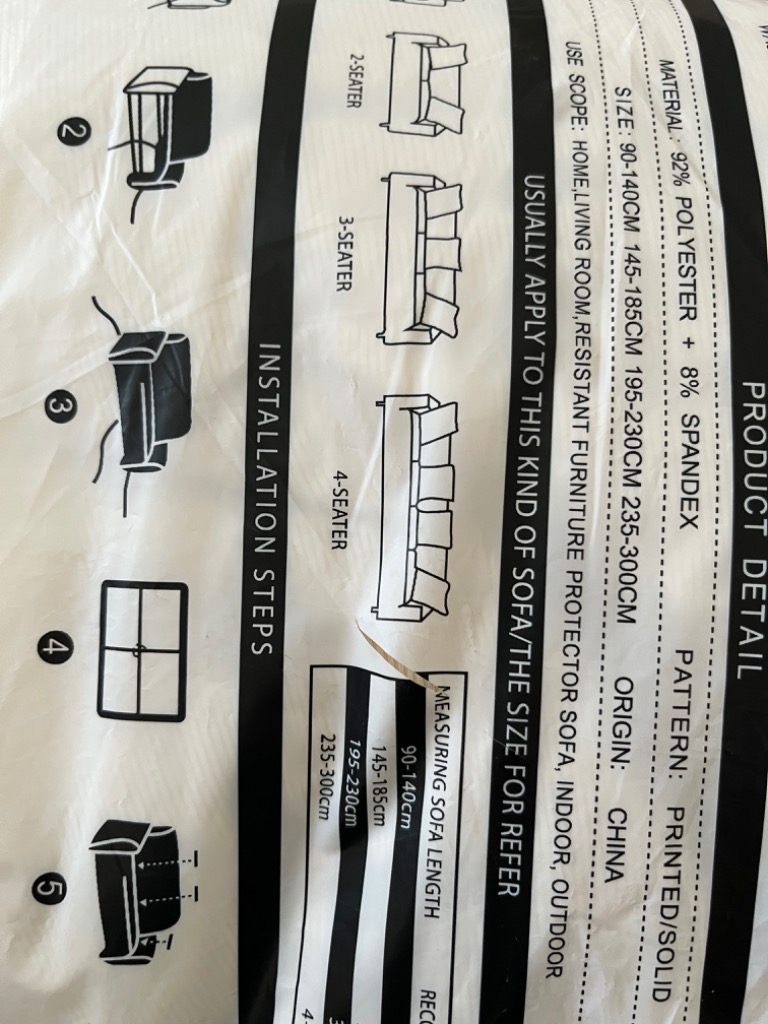 PRODUCT DETAIL
MATERIAL: 92% POLYESTER + 8% SPANDEX PATTERN: PRINTED/SOLID
SIZE: 90-140CM 145-185CM 195-230CM 235-300CM ORIGIN: CHINA
USE SCOPE: HOME,LIVING ROOM,RESISTANT FURNITURE PROTECTOR SOFA, INDOOR, OUTDOOR
USUALLY APPLY TO THIS KIND OF SOFA/THE SIZE FOR REFER
2-SEATER
3-SEATER
4-SEATER
MEASURING SOFA LENGTH
90-140cm
145-185cm
195-230cm
235-300cm
INSTALLATION STEPS
2
3
4
5